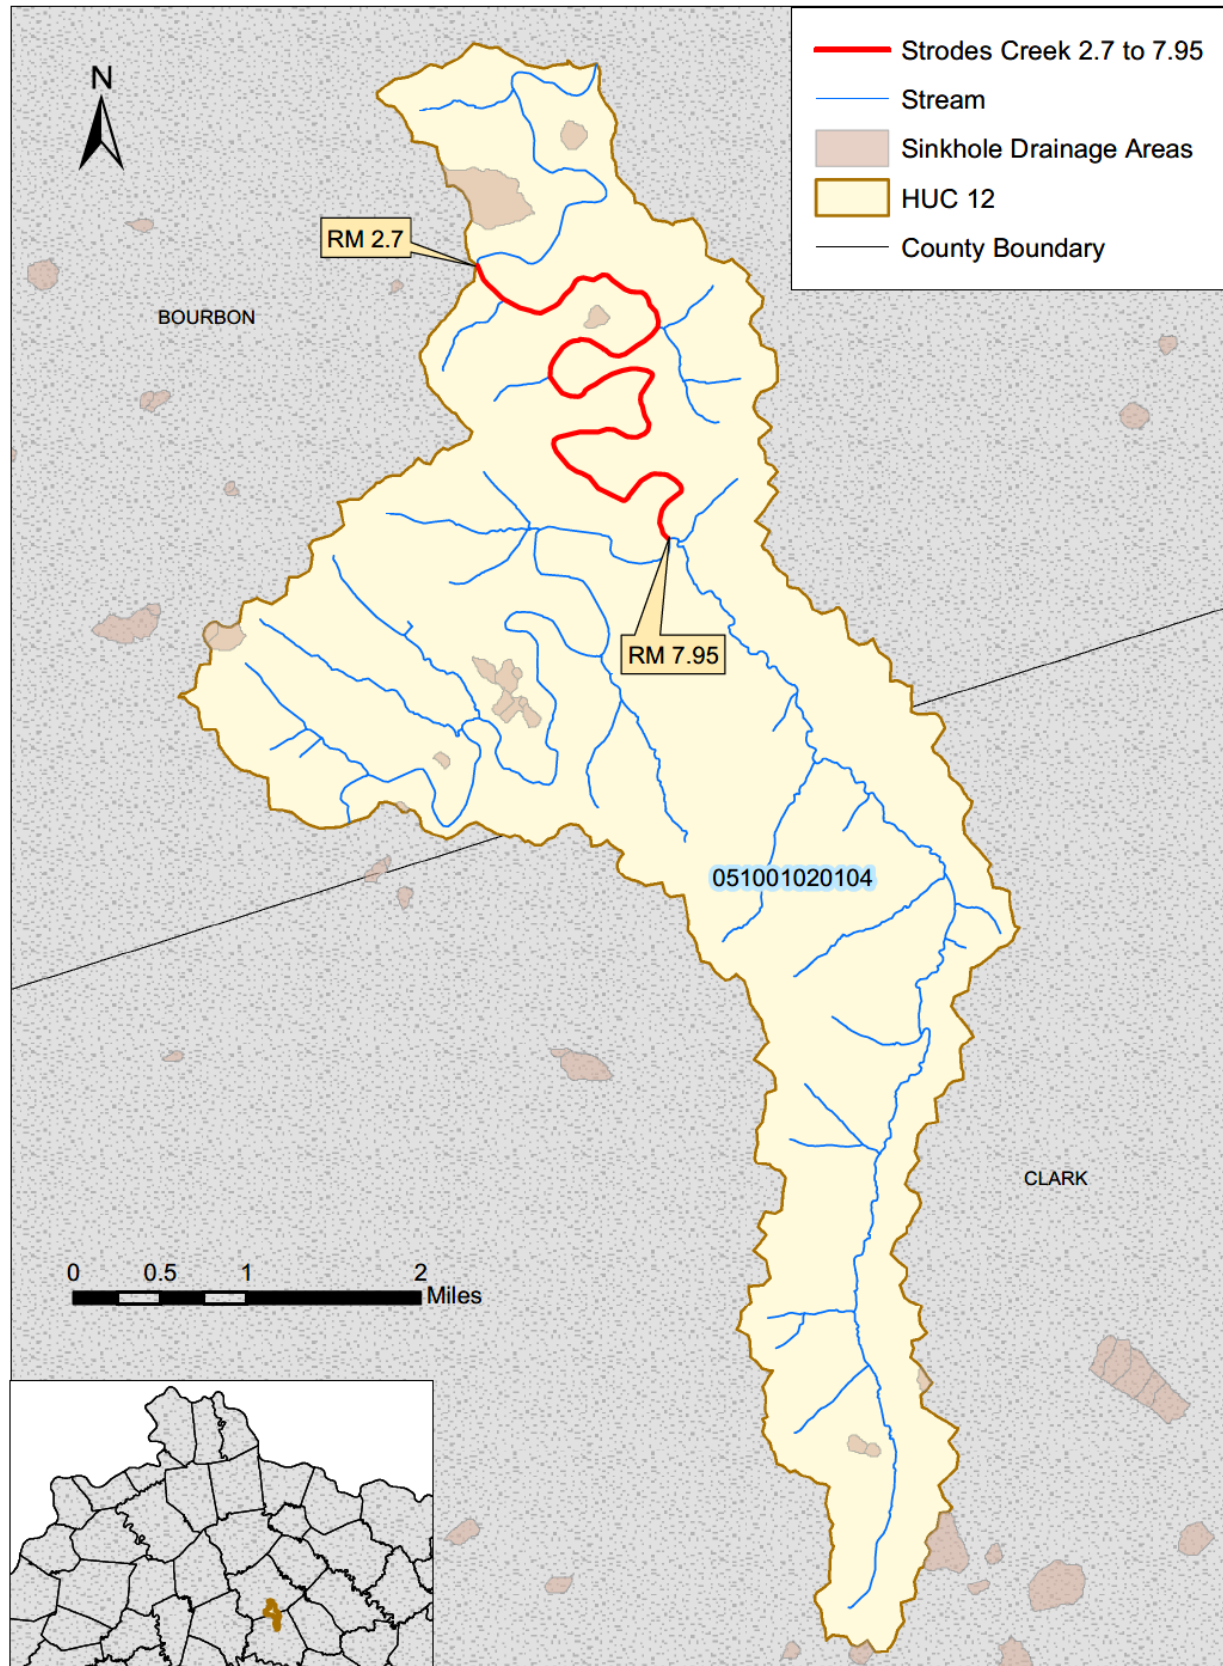 N
Strodes Creek 2.7 to 7.95
Stream
Sinkhole Drainage Areas
HUC 12
County Boundary
RM 2.7
BOURBON
RM 7.95
051001020104
CLARK
0 0.5 1 2
Miles